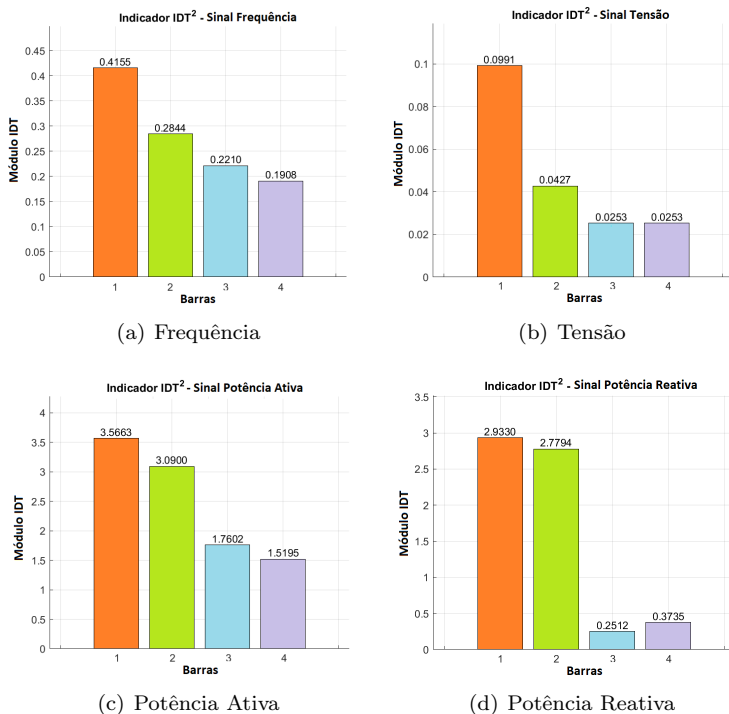 Indicador IDT² - Sinal Frequência
Módulo IDT
0.45
0.4
0.35
0.3
0.25
0.2
0.15
0.1
0.05
0
0.4155
0.2844
0.2210
0.1908
1 2 3 4
Barras
(a) Frequência
Indicador IDT² - Sinal Tensão
Módulo IDT
0.1
0.08
0.06
0.04
0.02
0
0.0991
0.0427
0.0253
0.0253
1 2 3 4
Barras
(b) Tensão
Indicador IDT² - Sinal Potência Ativa
Módulo IDT
4
3.5
3
2.5
2
1.5
1
0.5
0
3.5663
3.0900
1.7602
1.5195
1 2 3 4
Barras
(c) Potência Ativa
Indicador IDT² - Sinal Potência Reativa
Módulo IDT
3.5
3
2.5
2
1.5
1
0.5
0
2.9330
2.7794
0.2512
0.3735
1 2 3 4
Barras
(d) Potência Reativa